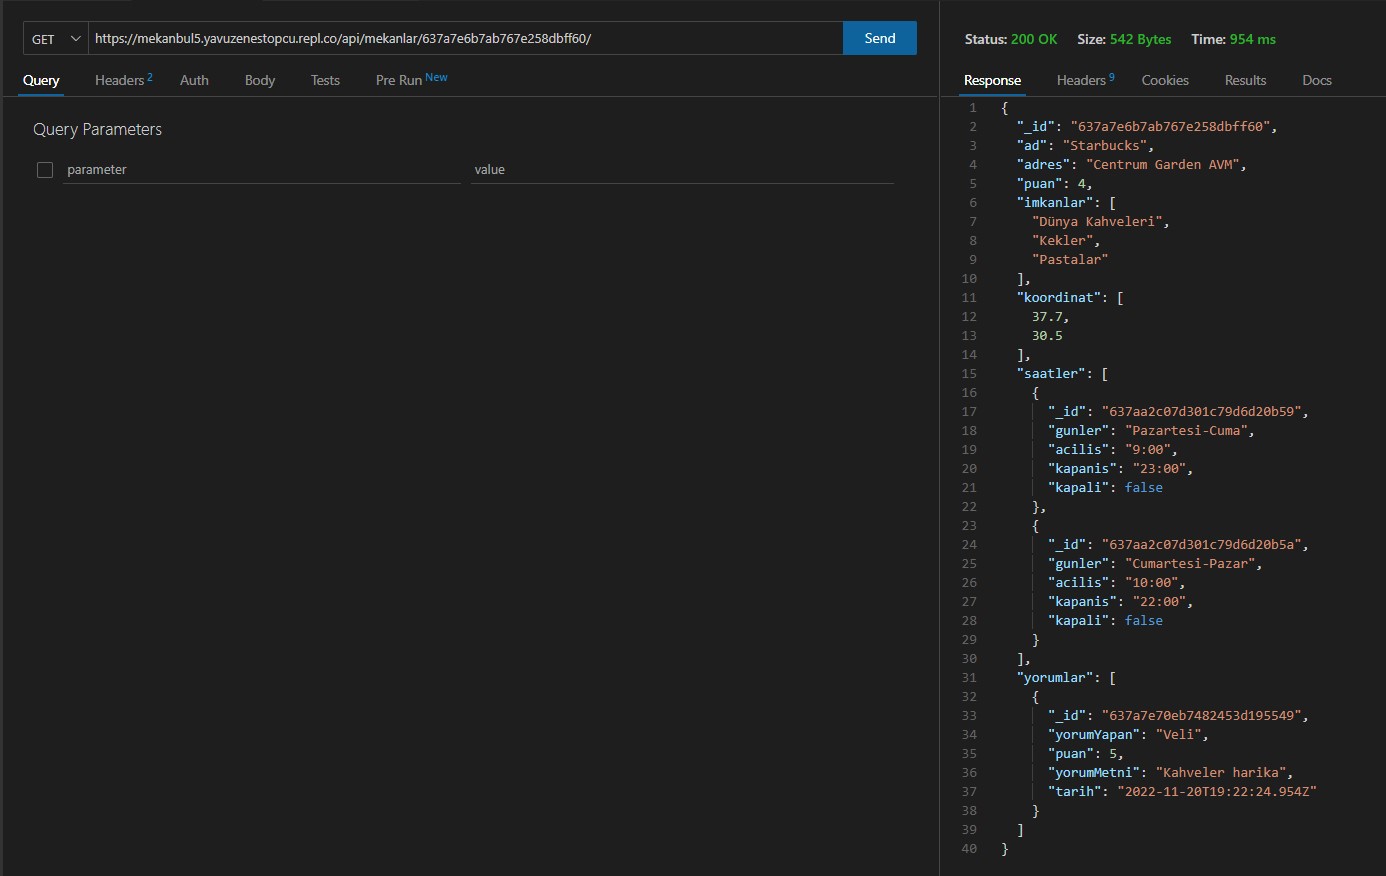 GET https://mekanbul5.yavuzenestopcu.repl.co/api/mekanlar/637a7e6b7ab767e258dbff60/ Send
Query Headers 2 Auth Body Tests Pre Run New
Query Parameters
parameter value
Status: 200 OK Size: 542 Bytes Time: 954 ms
Response Headers 9 Cookies Results Docs
1 {
2 "_id": "637a7e6b7ab767e258dbff60",
3 "ad": "Starbucks",
4 "adres": "Centrum Garden AVM",
5 "puan": 4,
6 "imkanlar": [
7 "Dünya Kahveleri",
8 "Kekler",
9 "Pastalar"
10 ],
11 "koordinat": [
12 37.7,
13 30.5
14 ],
15 "saatler": [
16 {
17 "_id": "637aa2c07d301c79d6d20b59",
18 "gunler": "Pazartesi-Cuma",
19 "acilis": "9:00",
20 "kapanis": "23:00",
21 "kapali": false
22 },
23 {
24 "_id": "637aa2c07d301c79d6d20b5a",
25 "gunler": "Cumartesi-Pazar",
26 "acilis": "10:00",
27 "kapanis": "22:00",
28 "kapali": false
29 }
30 ],
31 "yorumlar": [
32 {
33 "_id": "637a7e70eb7482453d195549",
34 "yorumYapan": "Veli",
35 "puan": 5,
36 "yorumMetni": "Kahveler harika",
37 "tarih": "2022-11-20T19:22:24.954Z"
38 }
39 ]
40 }